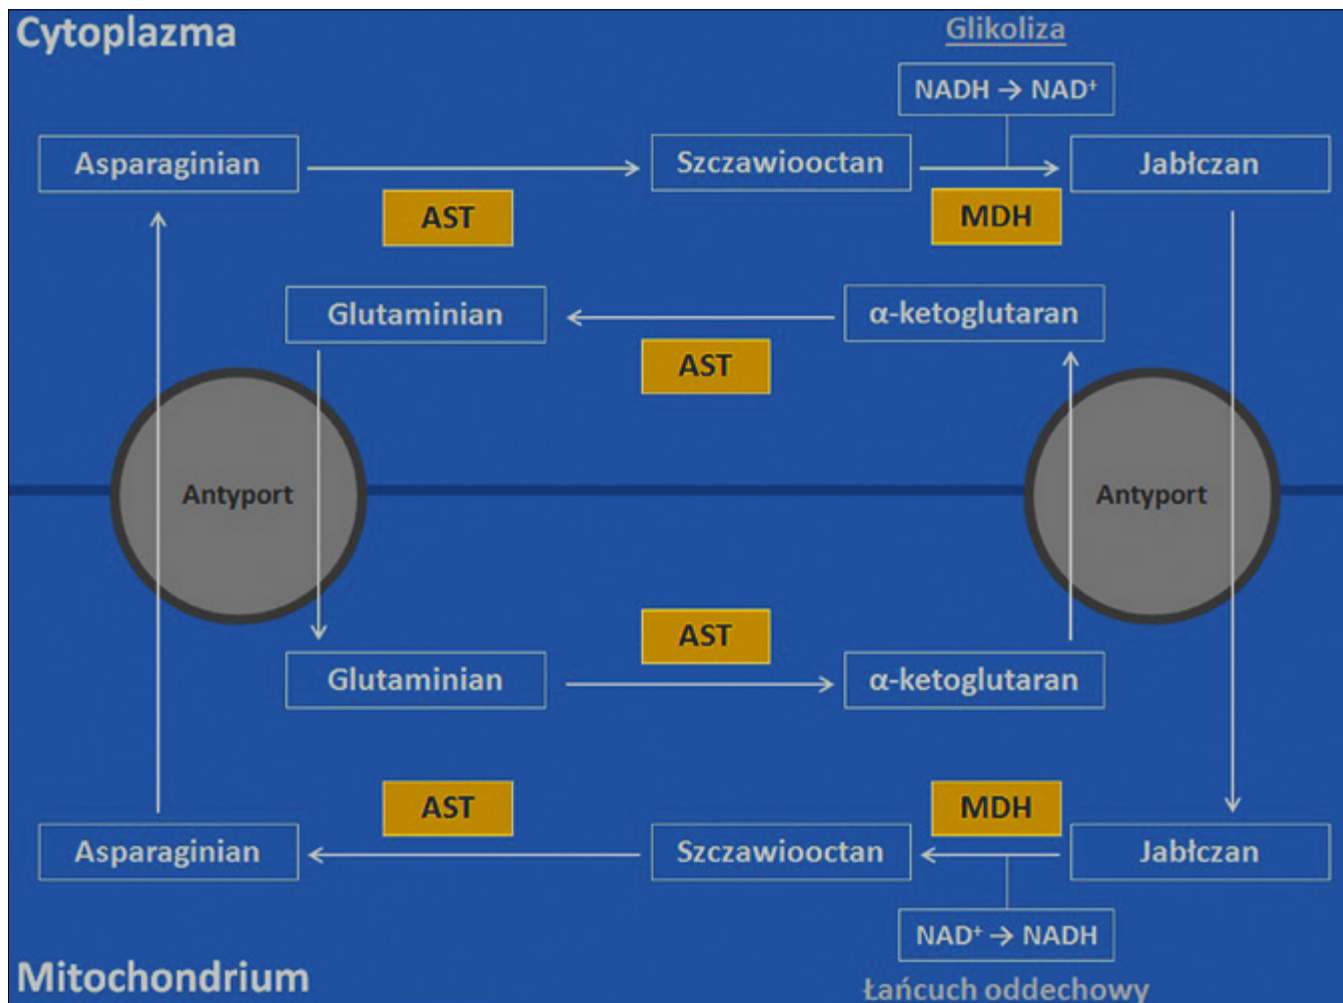 Cytoplazma
Glikoliza
NADH → NAD⁺
Asparaginian
Szczawiooctan
Jabłczan
AST
MDH
Glutaminian
α-ketoglutaran
AST
Antyport
Antyport
AST
Glutaminian
α-ketoglutaran
AST
MDH
Asparaginian
Szczawiooctan
Jabłczan
NAD⁺ → NADH
Mitochondrium
Łańcuch oddechowy